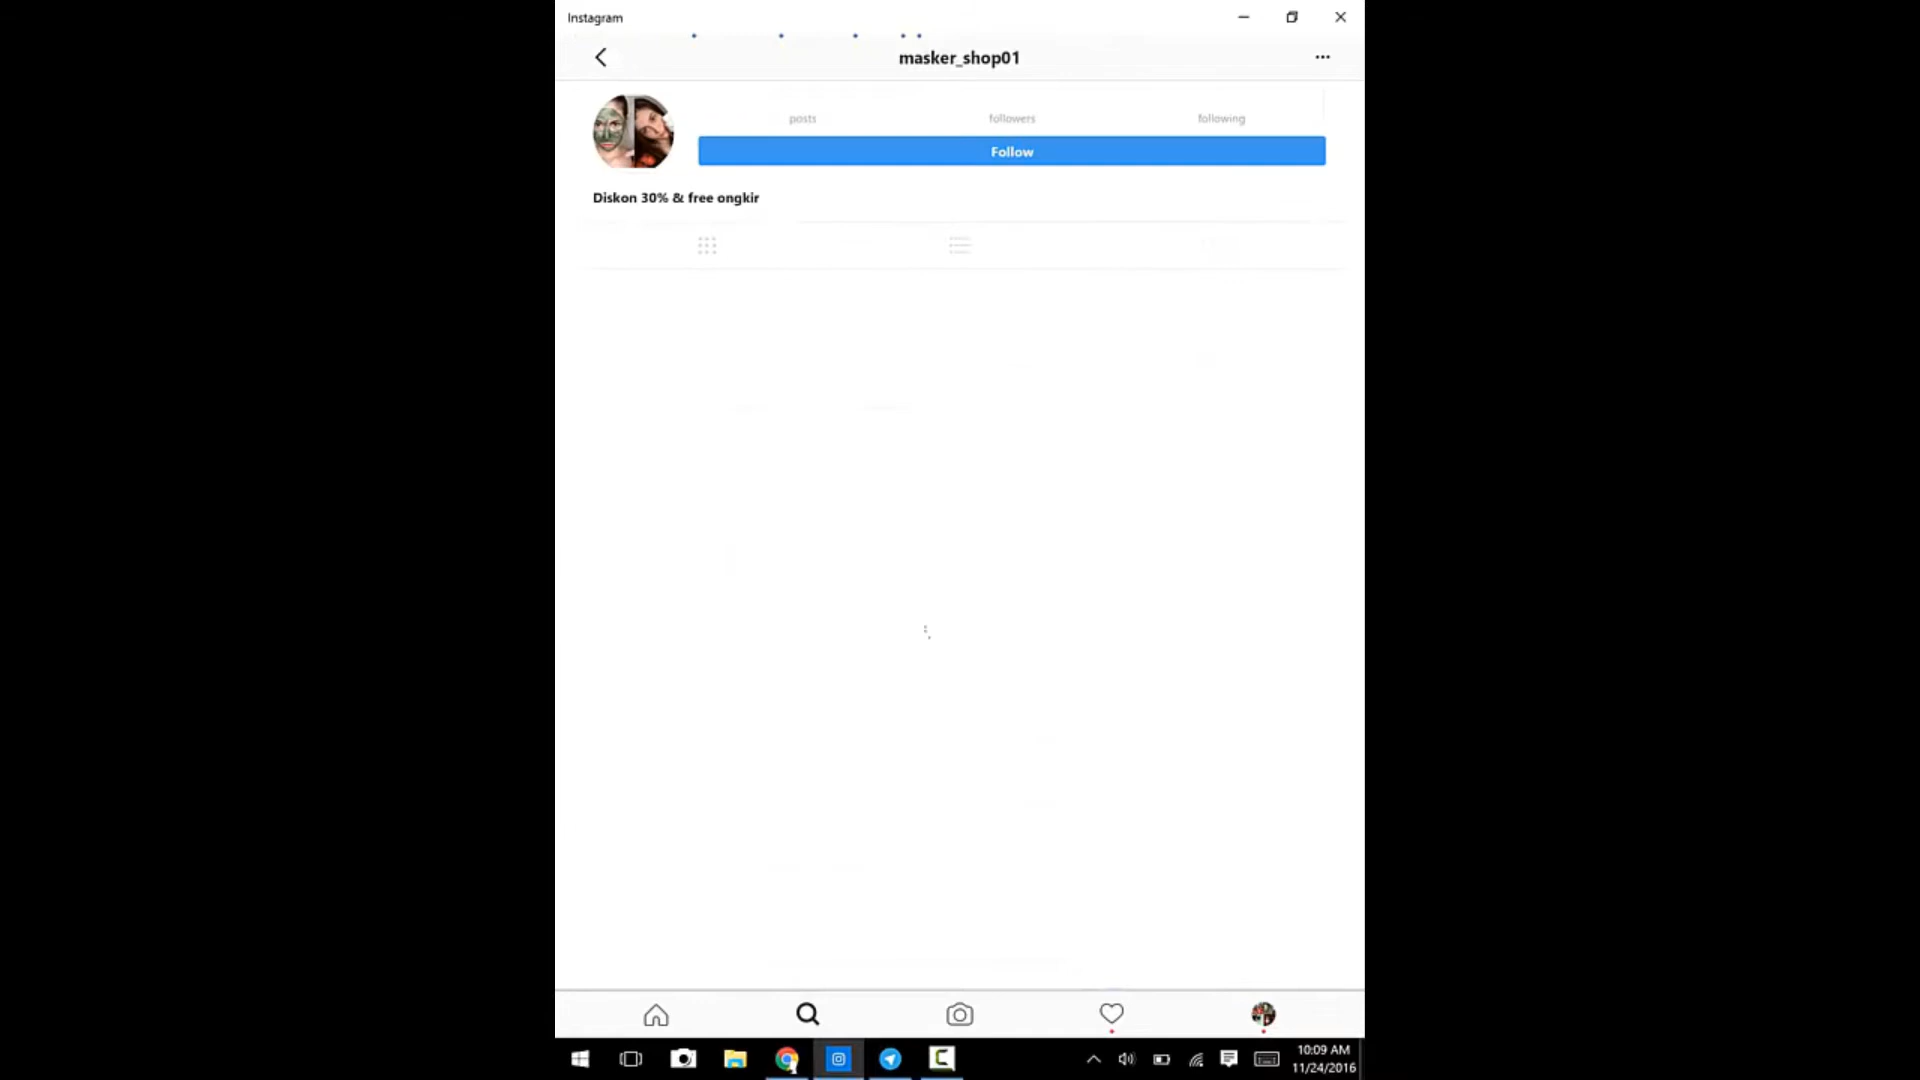 Instagram
masker_shop01
posts followers following
Follow
Diskon 30% & free ongkir
10:09 AM
11/24/2016